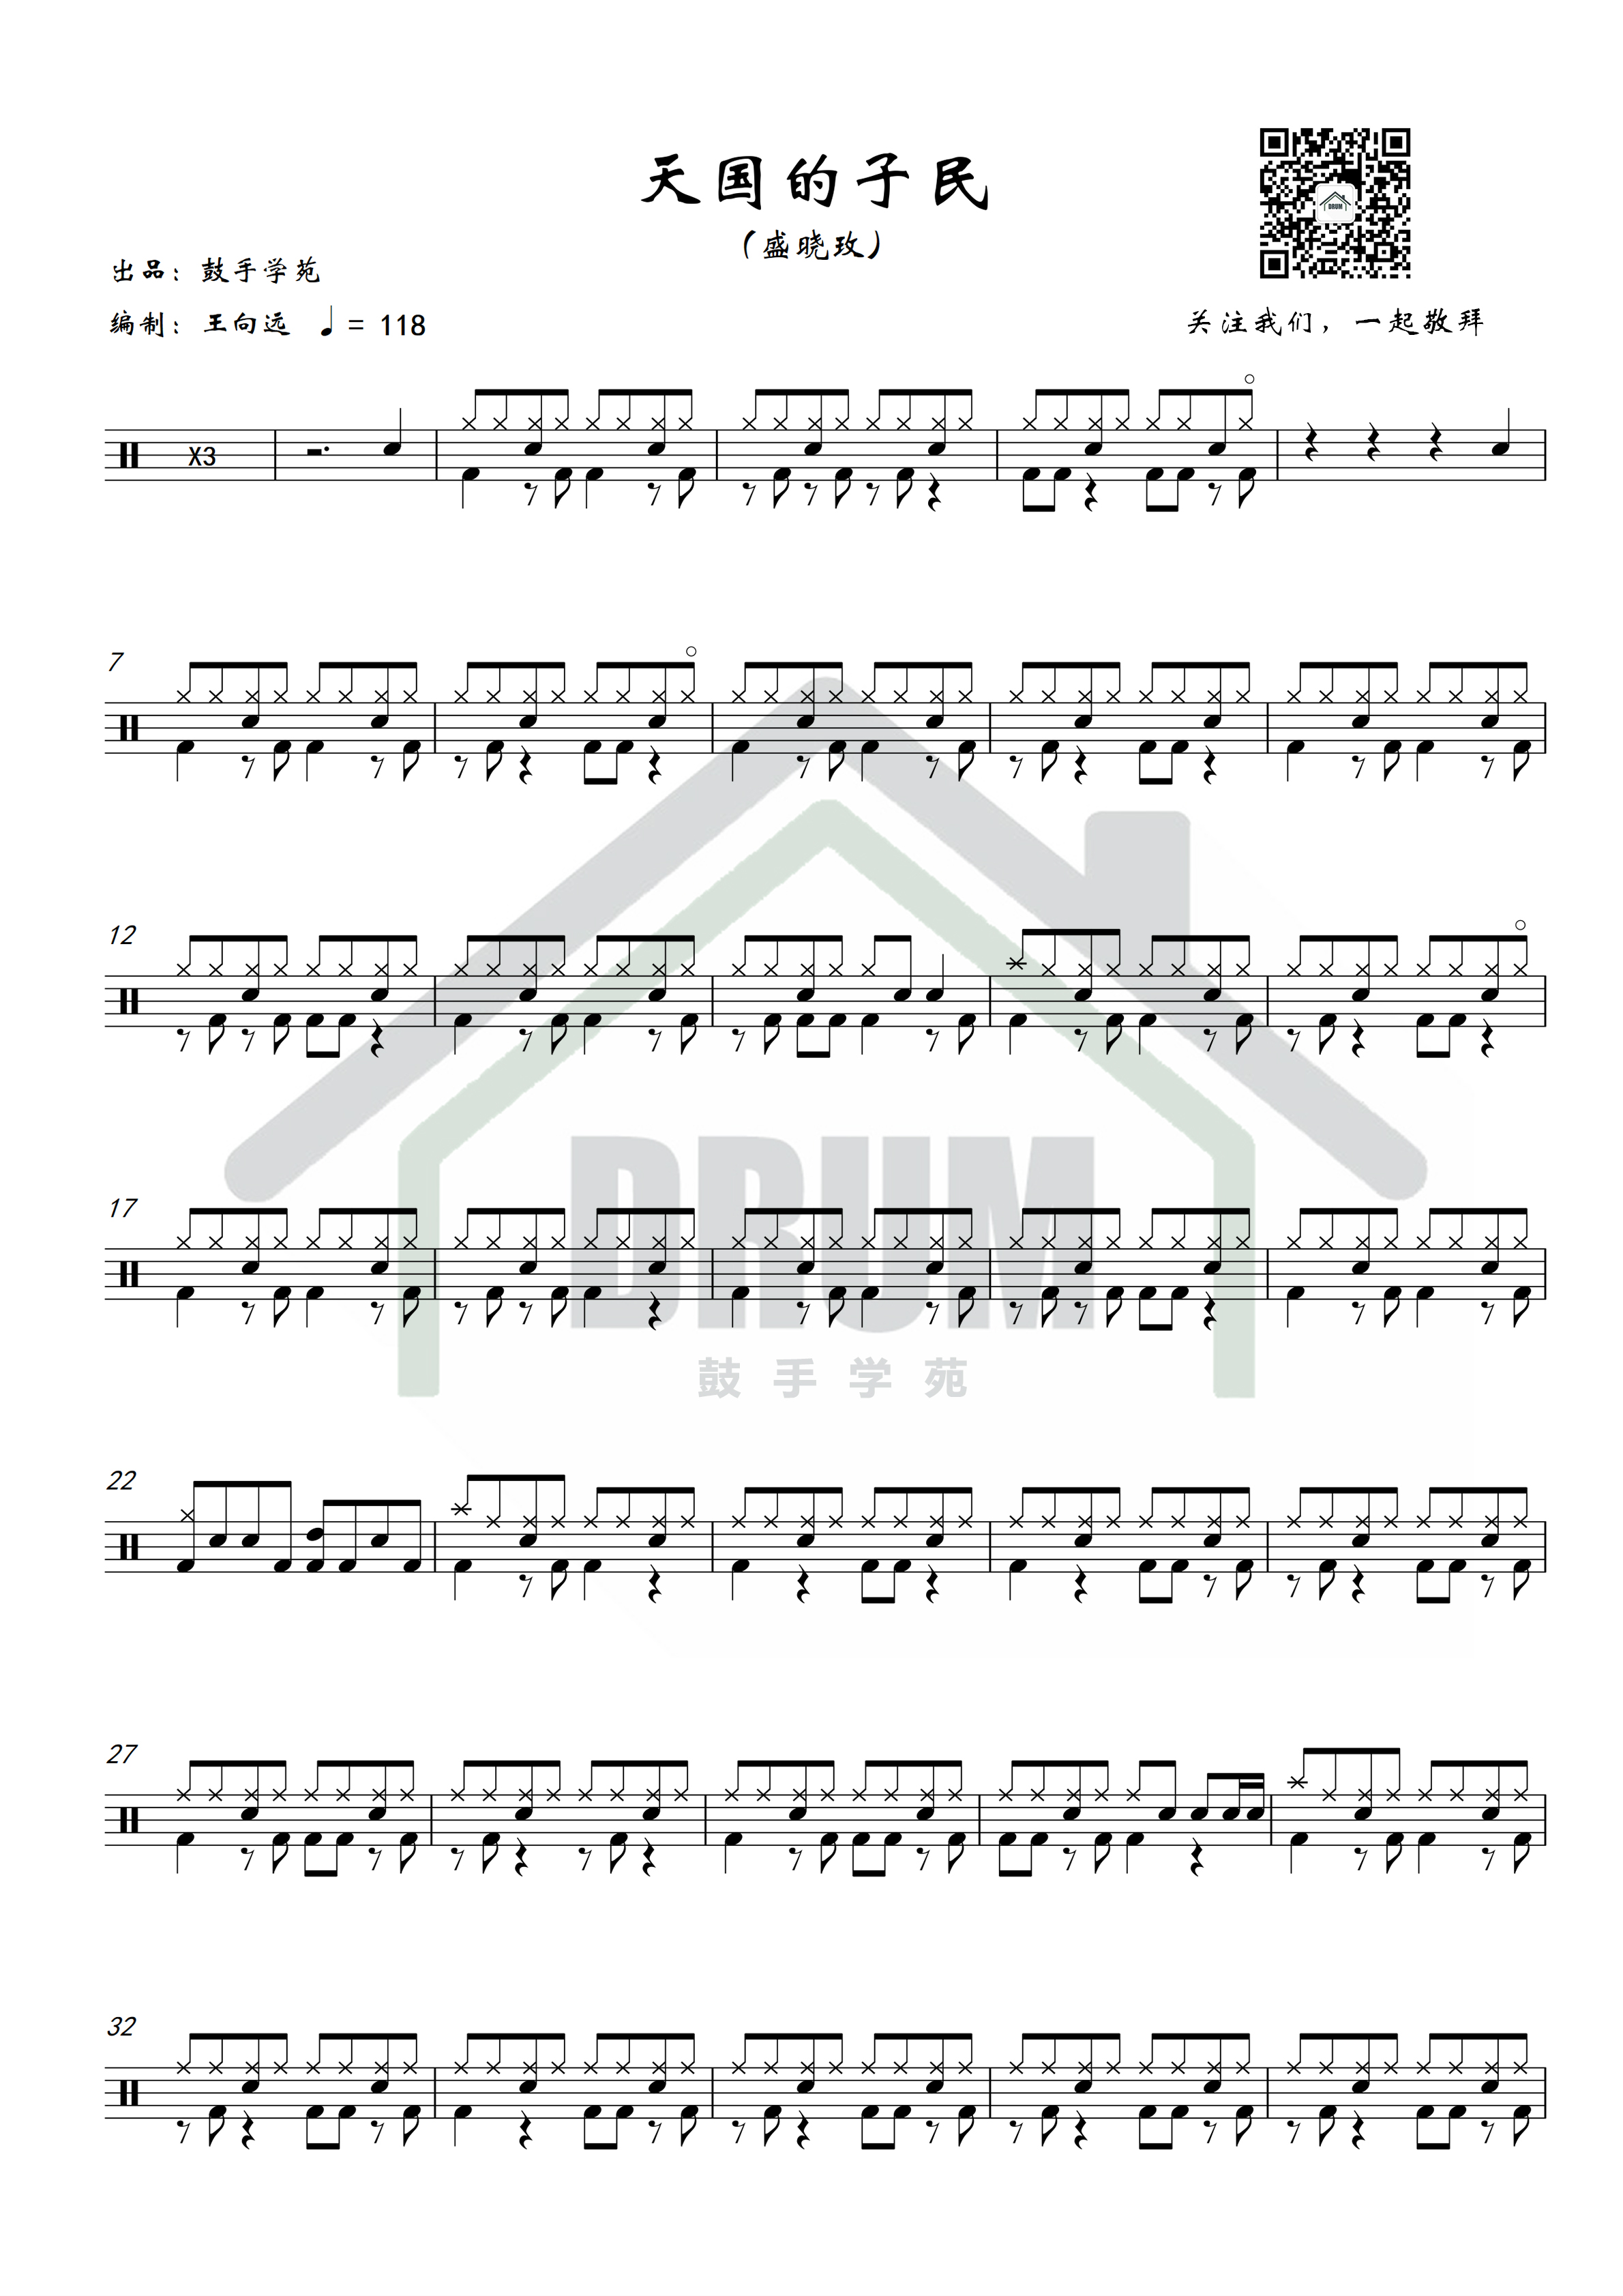 天国的子民
（盛晓玫）
出品：鼓手学苑
编制：王向远 ♩ = 118
DRUM
关注我们，一起敬拜
X3
7
12
17
DRUM
鼓手学苑
22
27
32